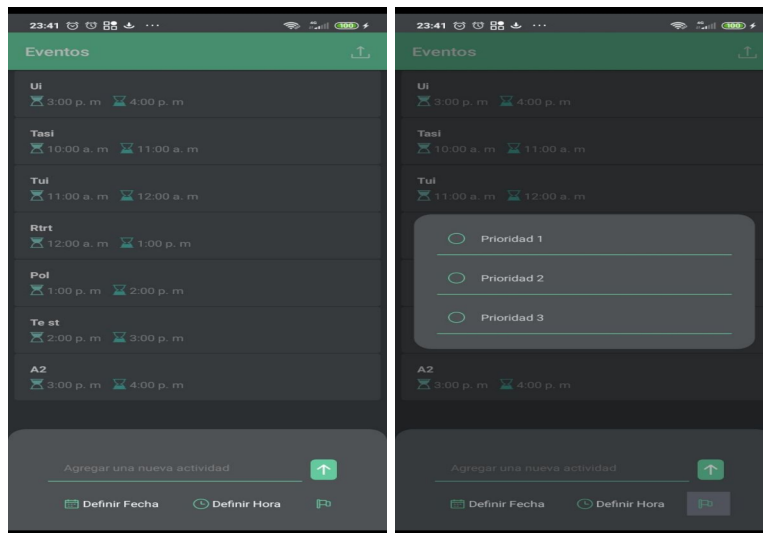 23:41 ... 100
Eventos
Ui
3:00 p. m 4:00 p. m
Tasi
10:00 a. m 11:00 a. m
Tui
11:00 a. m 12:00 a. m
Rtrt
12:00 a. m 1:00 p. m
Pol
1:00 p. m 2:00 p. m
Te st
2:00 p. m 3:00 p. m
A2
3:00 p. m 4:00 p. m
Agregar una nueva actividad
Definir Fecha Definir Hora
23:41 ... 100
Eventos
Ui
3:00 p. m 4:00 p. m
Tasi
10:00 a. m 11:00 a. m
Tui
11:00 a. m 12:00 a. m
Prioridad 1
Prioridad 2
Prioridad 3
A2
3:00 p. m 4:00 p. m
Agregar una nueva actividad
Definir Fecha Definir Hora